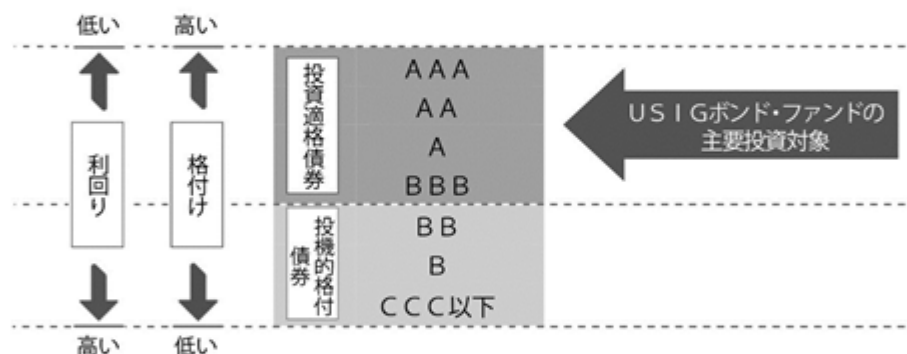 低い
高い
利回り
格付け
高い
低い
投資適格債券
AAA
AA
A
BBB
投機的格付
債券
BB
B
CCC以下
USIGボンド・ファンドの
主要投資対象